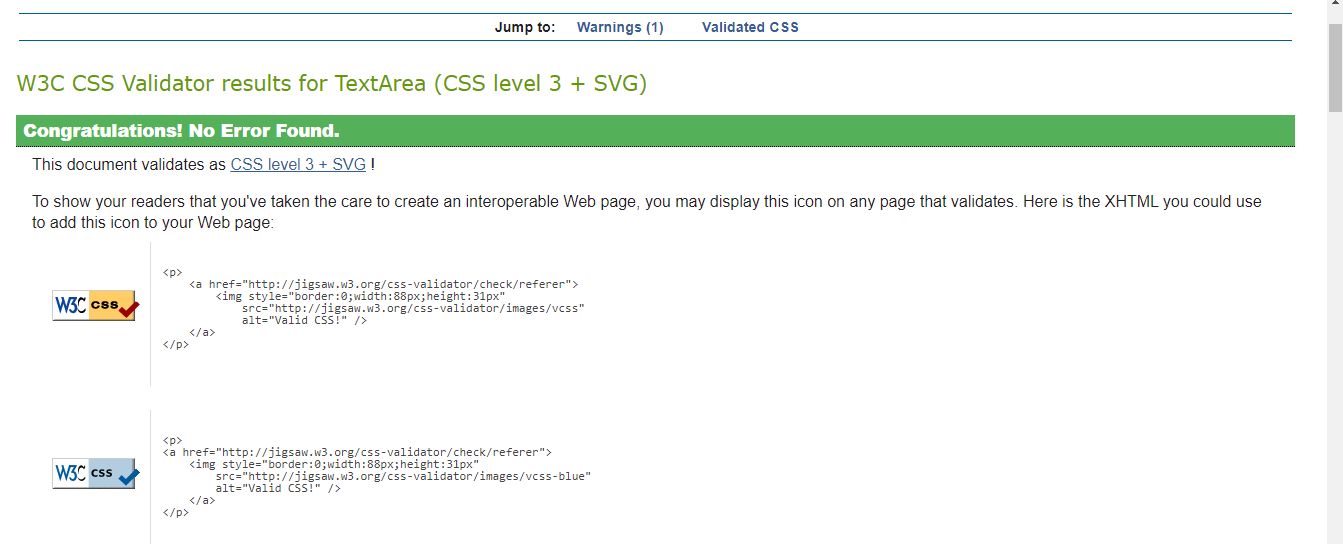 Jump to: Warnings (1) Validated CSS
W3C CSS Validator results for TextArea (CSS level 3 + SVG)
Congratulations! No Error Found.
This document validates as CSS level 3 + SVG !
To show your readers that you've taken the care to create an interoperable Web page, you may display this icon on any page that validates. Here is the XHTML you could use
to add this icon to your Web page:
<p>
<a href="http://jigsaw.w3.org/css-validator/check/referer">
<img style="border:0;width:88px;height:31px"
W3C css
src="http://jigsaw.w3.org/css-validator/images/vcss"
alt="Valid CSS!" />
</a>
</p>
<p>
<a href="http://jigsaw.w3.org/css-validator/check/referer">
<img style="border:0;width:88px;height:31px"
W3C css
src="http://jigsaw.w3.org/css-validator/images/vcss-blue"
alt="Valid CSS!" />
</a>
</p>